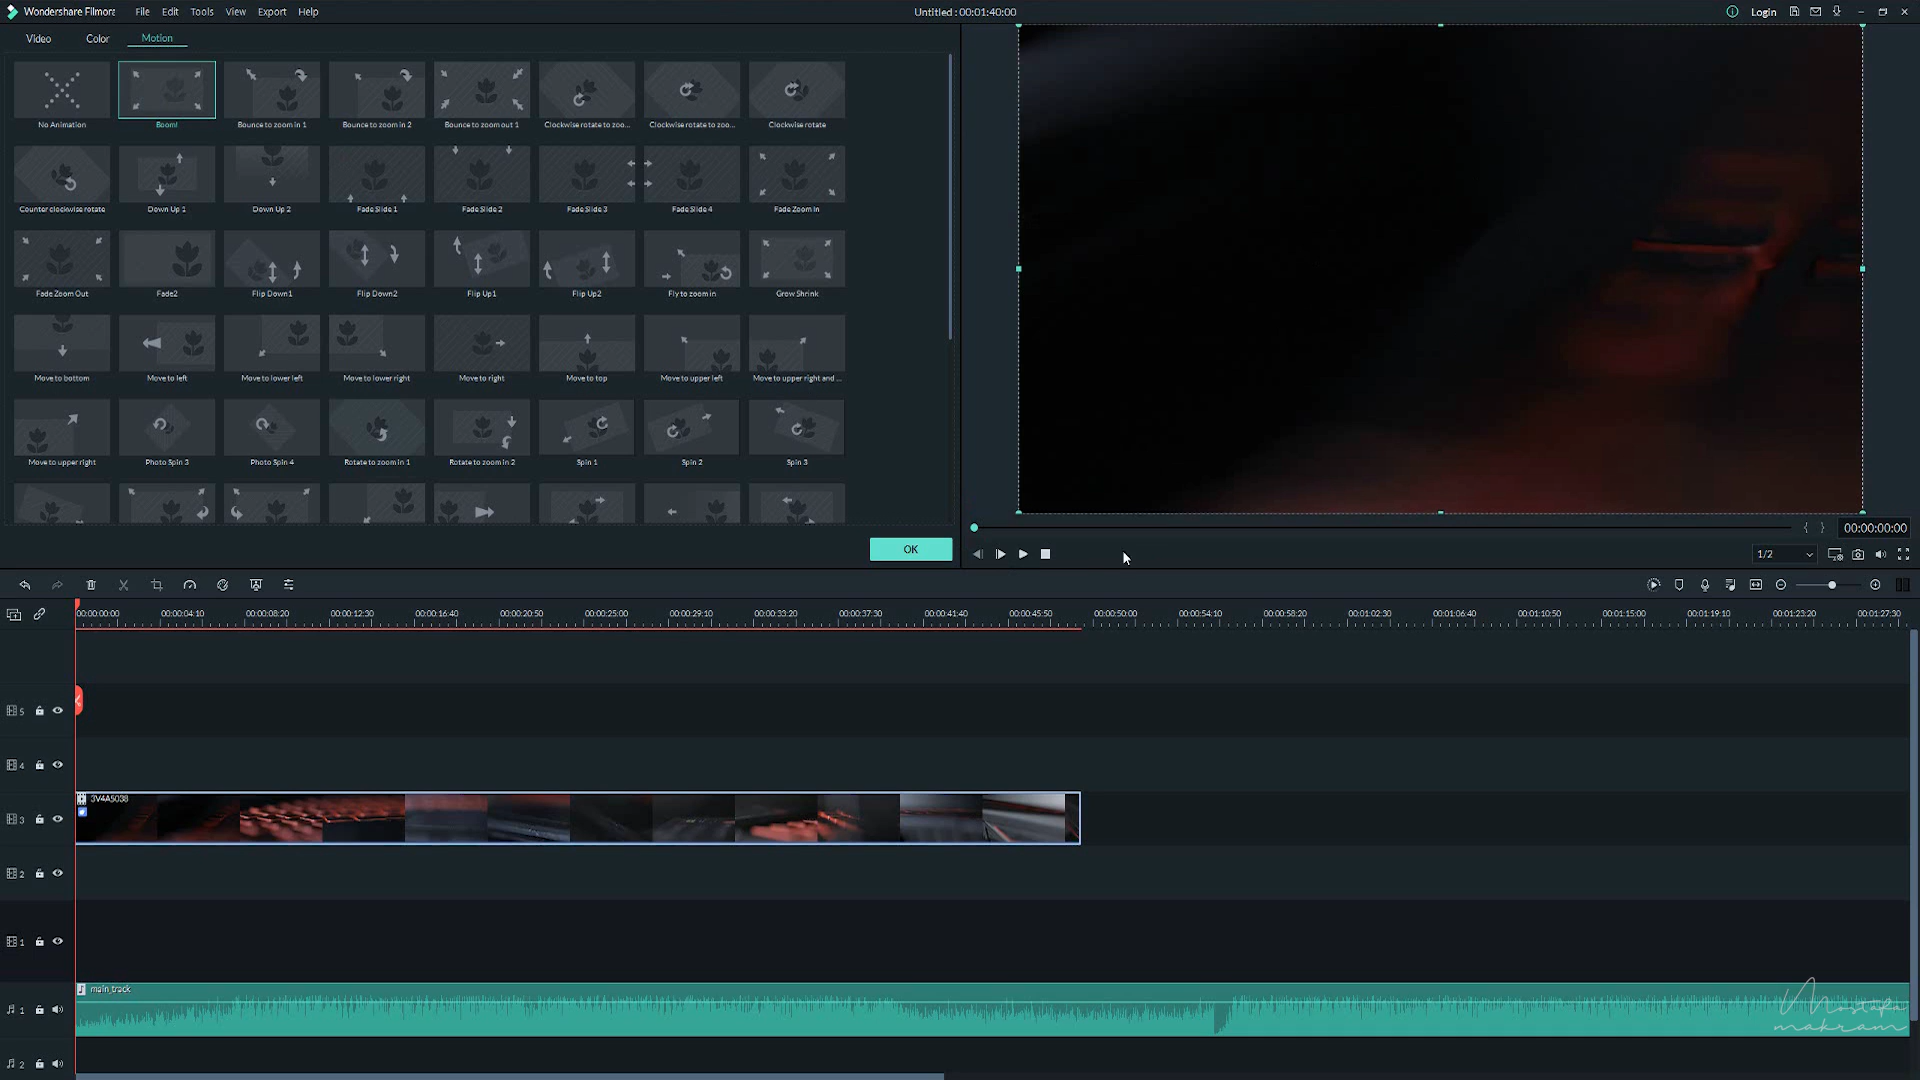 Wondershare Filmora
File
Edit
Tools
View
Export
Help
Untitled : 00:01:40:00
Login
Video
Color
Motion
No Animation
Boom!
Bounce to zoom in 1
Bounce to zoom in 2
Bounce to zoom out 1
Clockwise rotate to zoo...
Clockwise rotate to zoo...
Clockwise rotate
Counter clockwise rotate
Down Up 1
Down Up 2
Fade Slide 1
Fade Slide 2
Fade Slide 3
Fade Slide 4
Fade Zoom In
Fade Zoom Out
Fade2
Flip Down1
Flip Down2
Flip Up1
Flip Up2
Fly to zoom in
Grow Shrink
Move to bottom
Move to left
Move to lower left
Move to lower right
Move to right
Move to top
Move to upper left
Move to upper right and ...
Move to upper right
Photo Spin 3
Photo Spin 4
Rotate to zoom in 1
Rotate to zoom in 2
Spin 1
Spin 2
Spin 3
OK
{ }
00:00:00:00
1/2
00:00:00:00
00:00:04:10
00:00:08:20
00:00:12:30
00:00:16:40
00:00:20:50
00:00:25:00
00:00:29:10
00:00:33:20
00:00:37:30
00:00:41:40
00:00:45:50
00:00:50:00
00:00:54:10
00:00:58:20
00:01:02:30
00:01:06:40
00:01:10:50
00:01:15:00
00:01:19:10
00:01:23:20
00:01:27:30
5
4
3V4A5038
3
2
1
main_track
1
Mostafa
makram
2